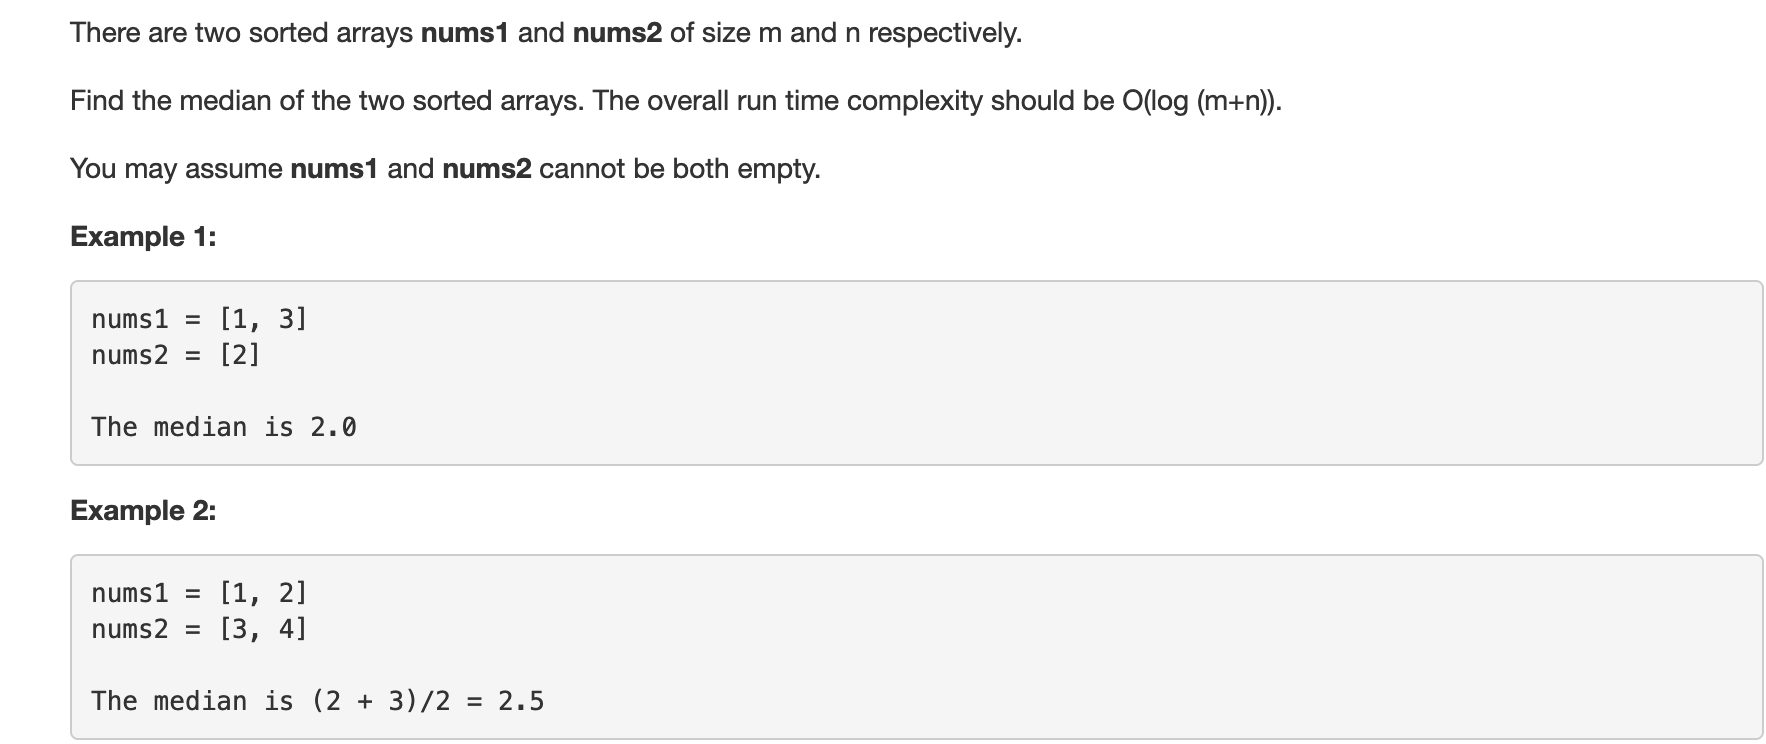 There are two sorted arrays nums1 and nums2 of size m and n respectively.
Find the median of the two sorted arrays. The overall run time complexity should be O(log (m+n)).
You may assume nums1 and nums2 cannot be both empty.
Example 1:
nums1 = [1, 3]
nums2 = [2]
The median is 2.0
Example 2:
nums1 = [1, 2]
nums2 = [3, 4]
The median is (2 + 3)/2 = 2.5